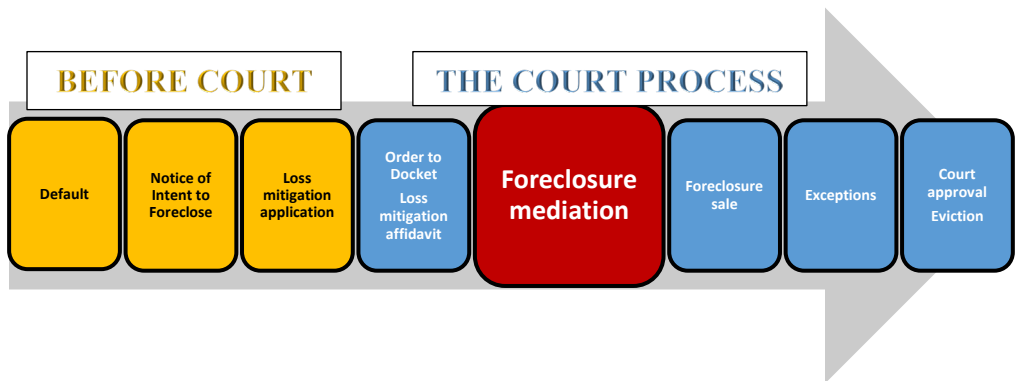 BEFORE COURT
THE COURT PROCESS
Default
Notice of
Intent to
Foreclose
Loss
mitigation
application
Order to
Docket
Loss
mitigation
affidavit
Foreclosure
mediation
Foreclosure
sale
Exceptions
Court
approval
Eviction